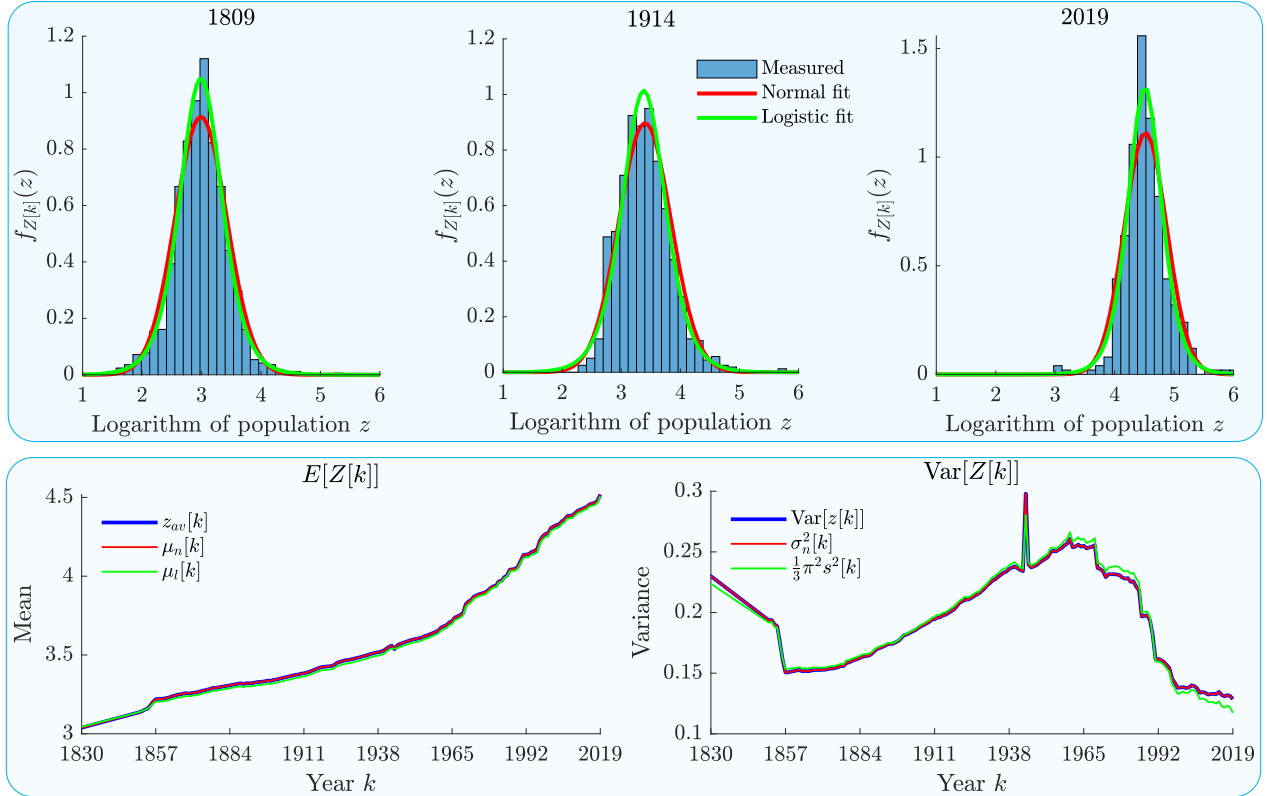 1809
1.2
1
0.8
0.6
0.4
0.2
0
f_{Z[k]}(z)
1 2 3 4 5 6
Logarithm of population z
1914
1.2
1
0.8
0.6
0.4
0.2
0
f_{Z[k]}(z)
1 2 3 4 5 6
Logarithm of population z
Measured
Normal fit
Logistic fit
2019
1.5
1
0.5
0
f_{Z[k]}(z)
1 2 3 4 5 6
Logarithm of population z
E[Z[k]]
4.5
4
3.5
3
Mean
z_{av}[k]
μ_n[k]
μ_l[k]
1830 1857 1884 1911 1938 1965 1992 2019
Year k
Var[Z[k]]
0.3
0.25
0.2
0.15
0.1
Variance
Var[z[k]]
σ_n^2[k]
\frac{1}{3}π^2s^2[k]
1830 1857 1884 1911 1938 1965 1992 2019
Year k